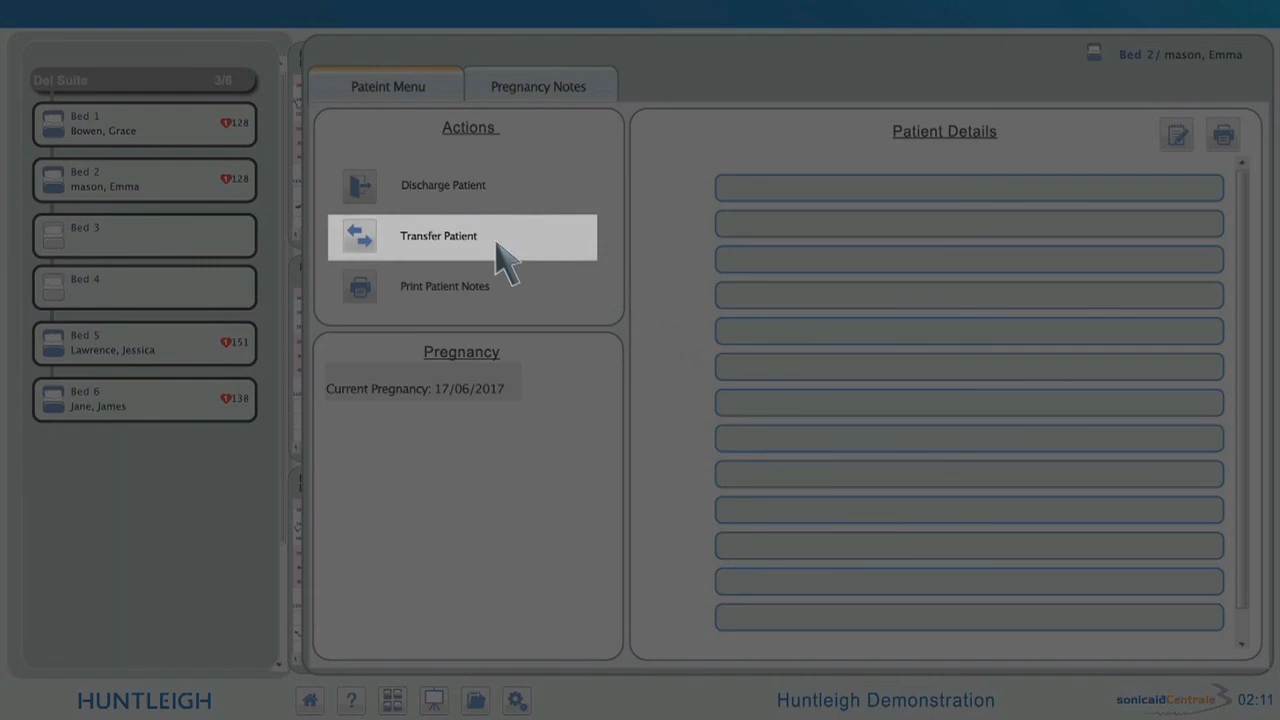 Del Suite 3/6
Bed 1
Bowen, Grace
128
Bed 2
mason, Emma
128
Bed 3
Bed 4
Bed 5
Lawrence, Jessica
151
Bed 6
Jane, James
138
Bed 2/ mason, Emma
Pateint Menu
Pregnancy Notes
Actions
Discharge Patient
Transfer Patient
Print Patient Notes
Pregnancy
Current Pregnancy: 17/06/2017
Patient Details
HUNTLEIGH
?
Huntleigh Demonstration
sonicaidCentrale 3
02:11